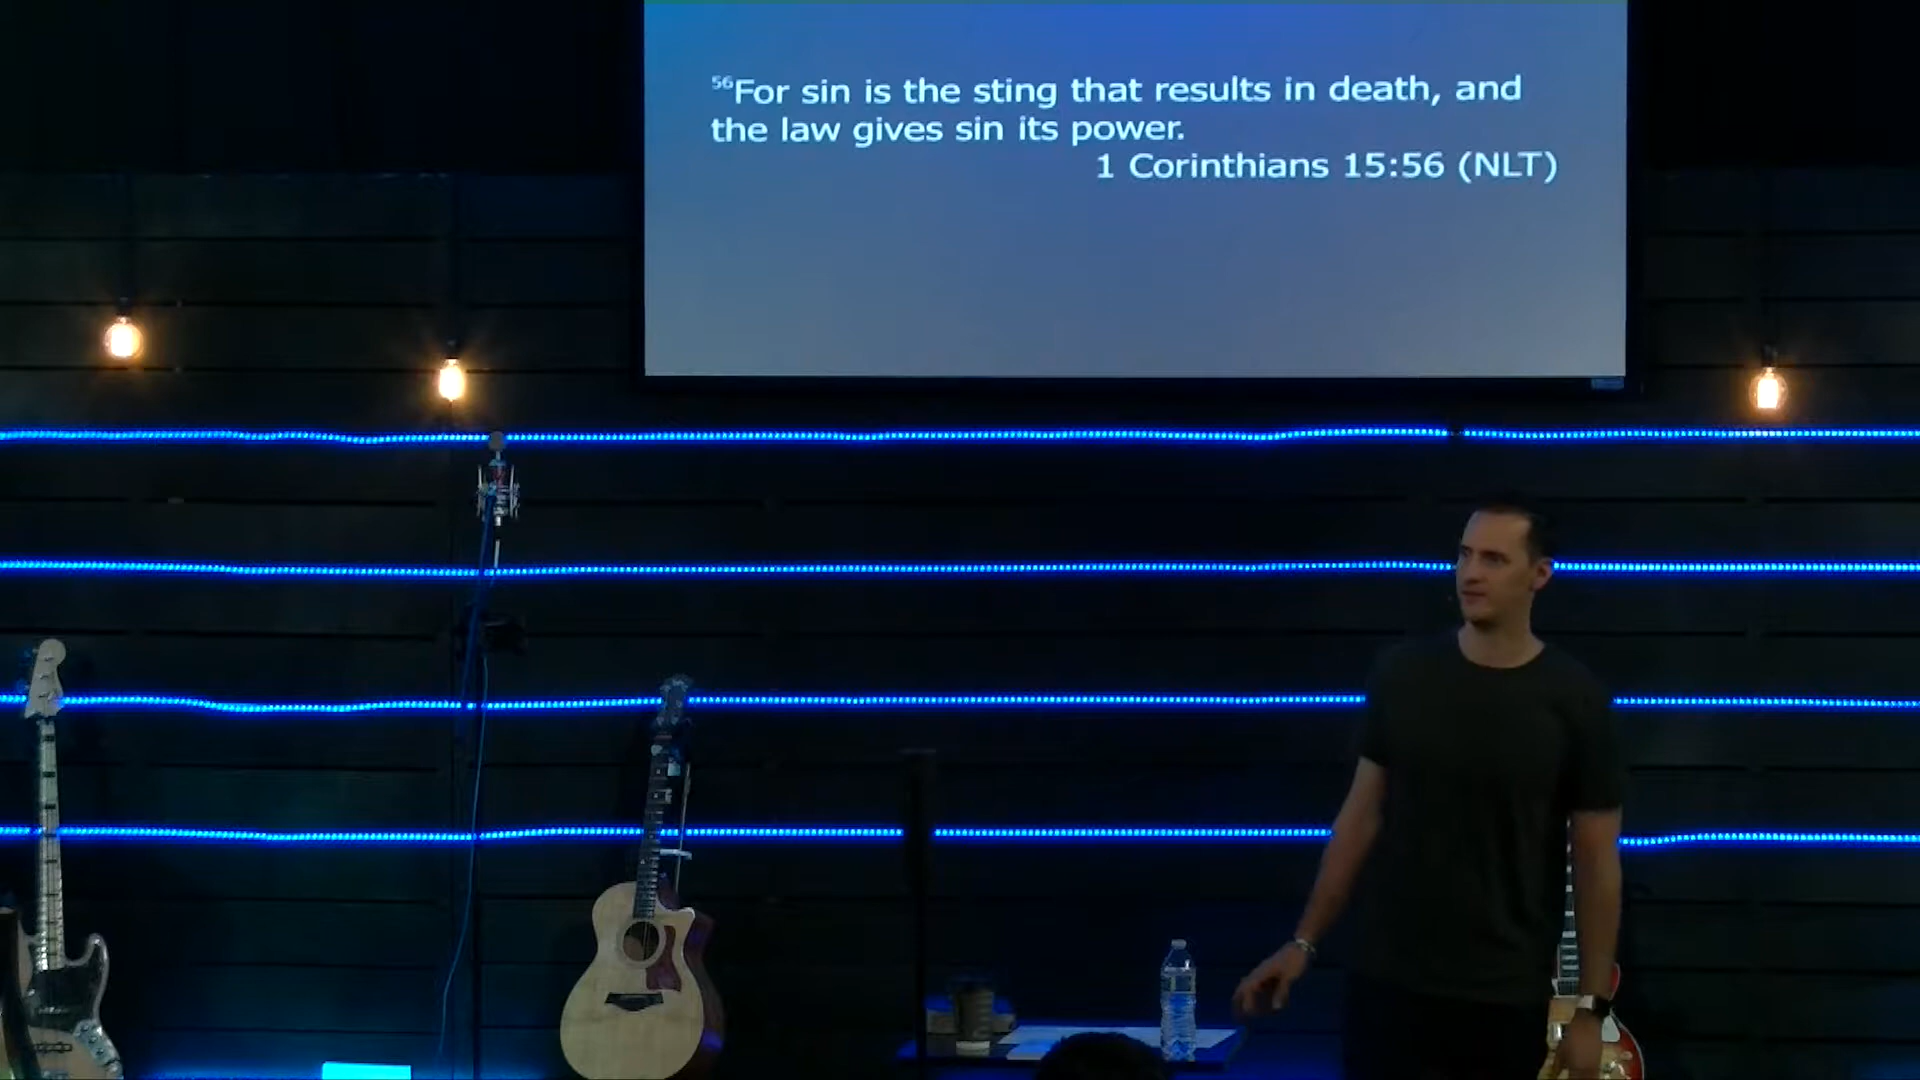 ⁵⁶For sin is the sting that results in death, and
the law gives sin its power.
1 Corinthians 15:56 (NLT)